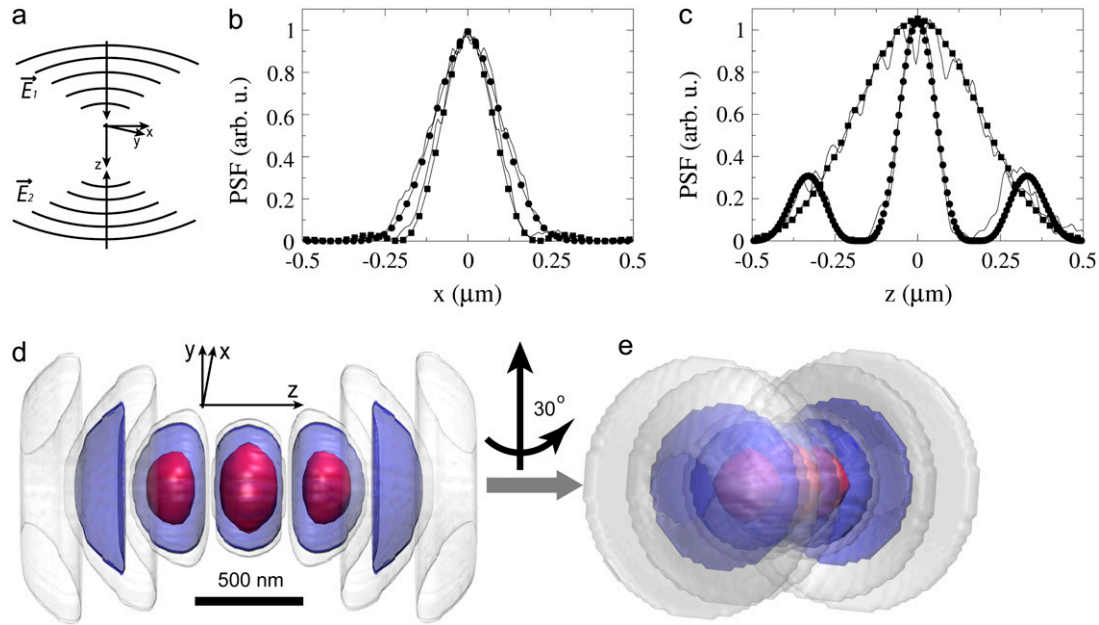 a
E₁
x
y
z
E₂
b
PSF (arb. u.)
1
0.8
0.6
0.4
0.2
0
-0.5 -0.25 0 0.25 0.5
x (μm)
c
PSF (arb. u.)
1
0.8
0.6
0.4
0.2
0
-0.5 -0.25 0 0.25 0.5
z (μm)
d
y x
z
500 nm
30°
e